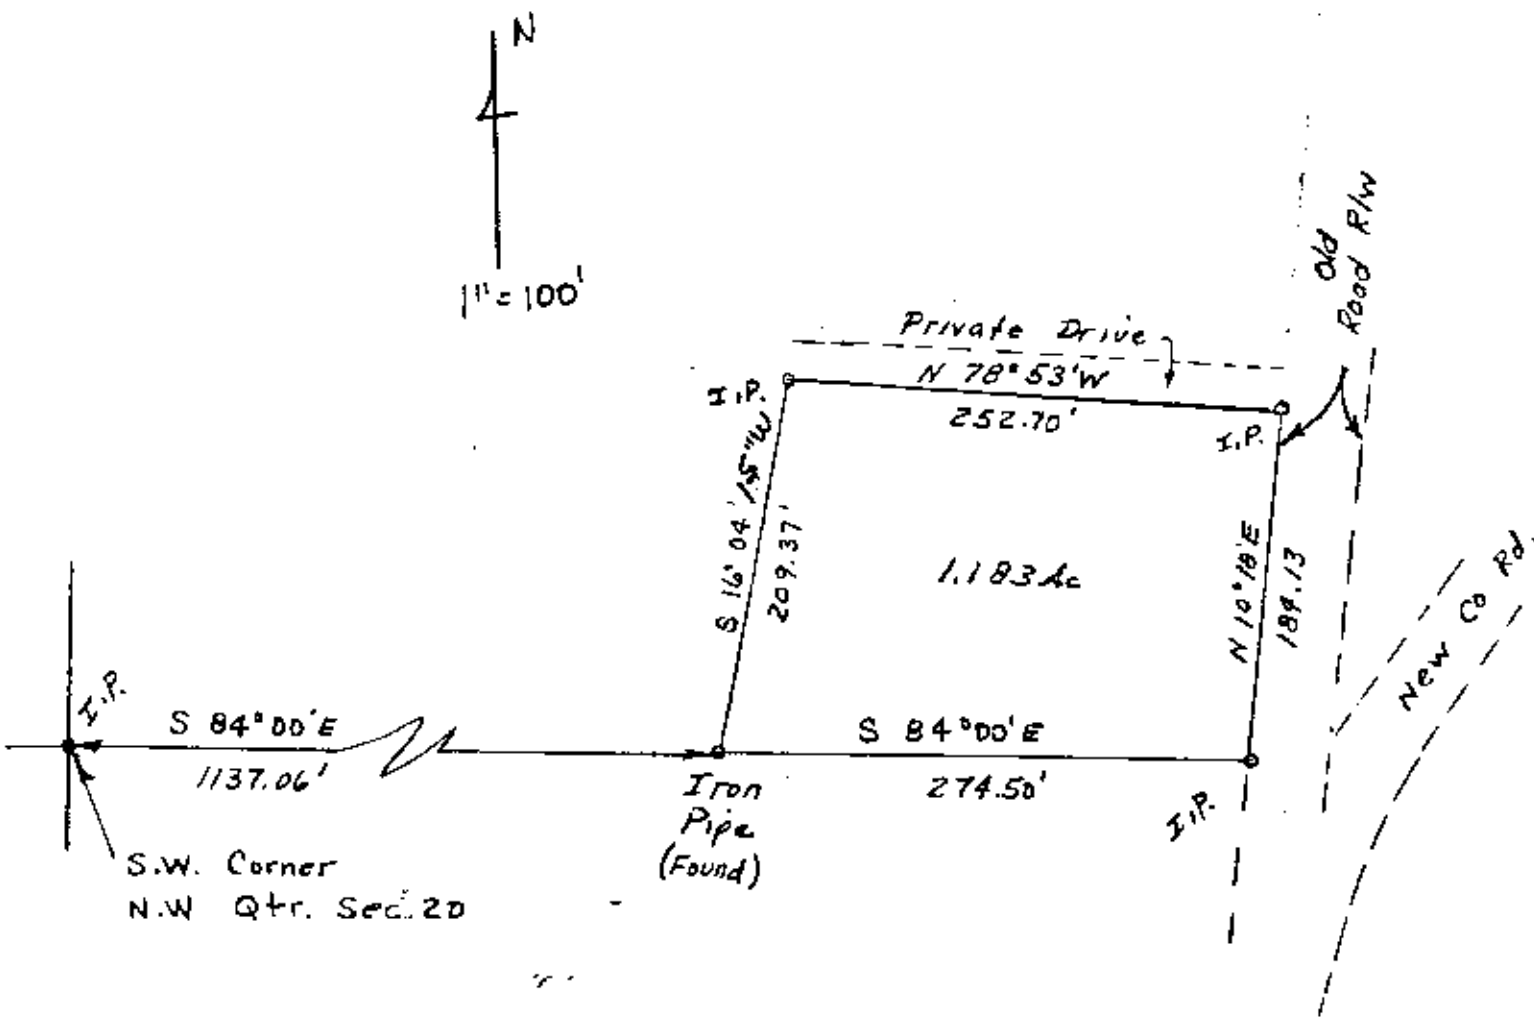 N
1" = 100'
Old
Road R/W
Private Drive
N 78° 53' W
252.70'
I.P.
I.P.
S 16° 04' 15" W
209.37'
1.183 Ac
N 10° 18' E
184.13
New Co Rd.
I.P.
S 84° 00' E
1137.06'
S 84° 00' E
274.50'
Iron
Pipe
(Found)
I.P.
S.W. Corner
N.W Qtr. Sec. 20